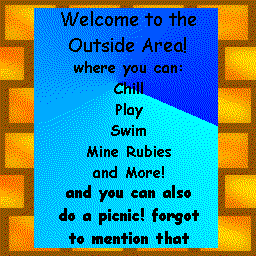 Welcome to the
Outside Area!
where you can:
Chill
Play
Swim
Mine Rubies
and More!
and you can also
do a picnic! forgot
to mention that